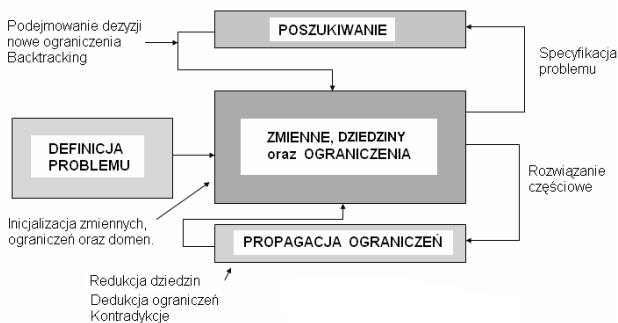 Podejmowanie dezyzji
nowe ograniczenia
Backtracking
POSZUKIWANIE
Specyfikacja
problemu
DEFINICJA
PROBLEMU
ZMIENNE, DZIEDZINY
oraz OGRANICZENIA
Rozwiązanie
częściowe
Inicjalizacja zmiennych,
ograniczeń oraz domen.
PROPAGACJA OGRANICZEŃ
Redukcja dziedzin
Dedukcja ograniczeń
Kontradykcje